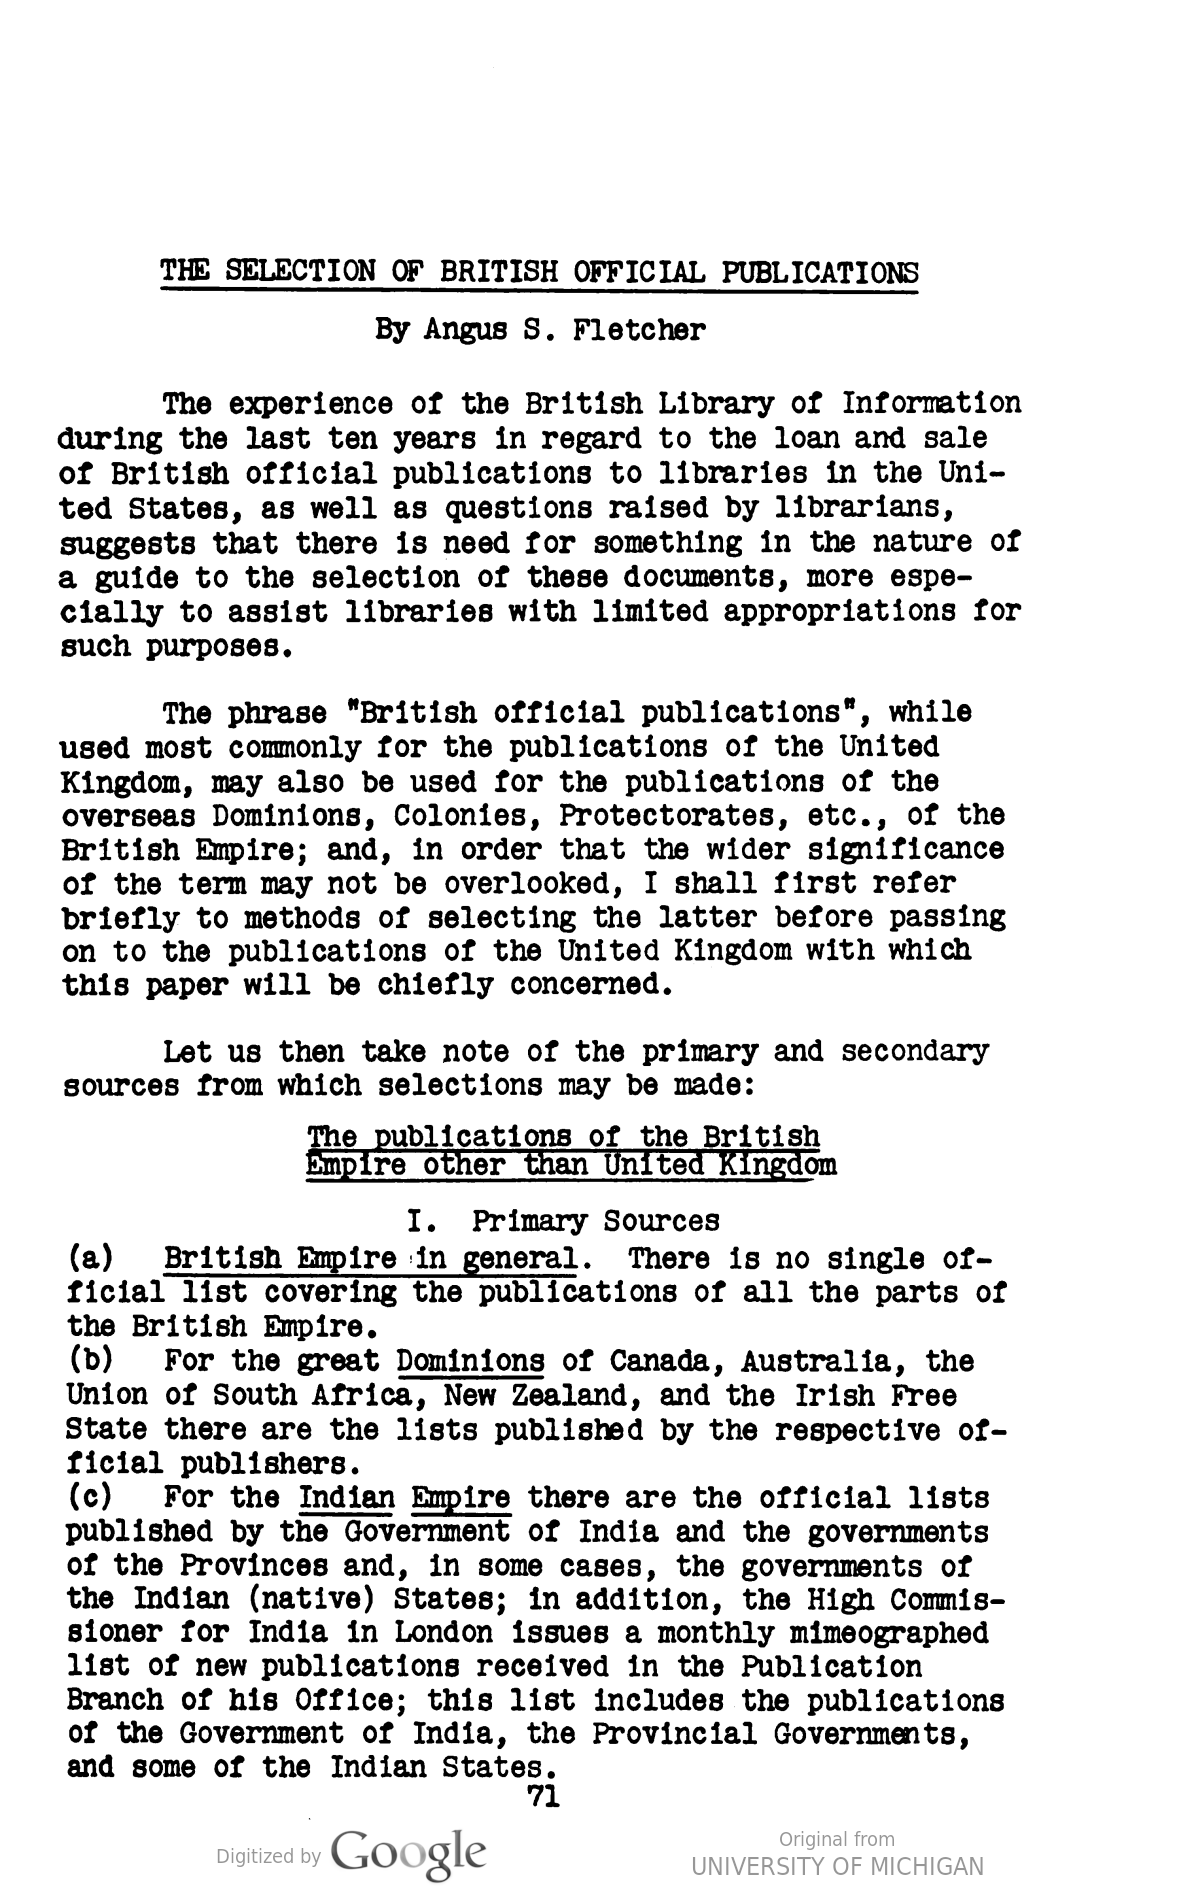 THE SELECTION OF BRITISH OFFICIAL PUBLICATIONS
By Angus S. Fletcher
The experience of the British Library of Information
during the last ten years in regard to the loan and sale
of British official publications to libraries in the Uni-
ted States, as well as questions raised by librarians,
suggests that there is need for something in the nature of
a guide to the selection of these documents, more espe-
cially to assist libraries with limited appropriations for
such purposes.
The phrase "British official publications", while
used most commonly for the publications of the United
Kingdom, may also be used for the publications of the
overseas Dominions, Colonies, Protectorates, etc., of the
British Empire; and, in order that the wider significance
of the term may not be overlooked, I shall first refer
briefly to methods of selecting the latter before passing
on to the publications of the United Kingdom with which
this paper will be chiefly concerned.
Let us then take note of the primary and secondary
sources from which selections may be made:
The publications of the British
Empire other than United Kingdom
I. Primary Sources
(a) British Empire in general. There is no single of-
ficial list covering the publications of all the parts of
the British Empire.
(b) For the great Dominions of Canada, Australia, the
Union of South Africa, New Zealand, and the Irish Free
State there are the lists published by the respective of-
ficial publishers.
(c) For the Indian Empire there are the official lists
published by the Government of India and the governments
of the Provinces and, in some cases, the governments of
the Indian (native) States; in addition, the High Commis-
sioner for India in London issues a monthly mimeographed
list of new publications received in the Publication
Branch of his Office; this list includes the publications
of the Government of India, the Provincial Governments,
and some of the Indian States.
71
Digitized by Google
Original from
UNIVERSITY OF MICHIGAN